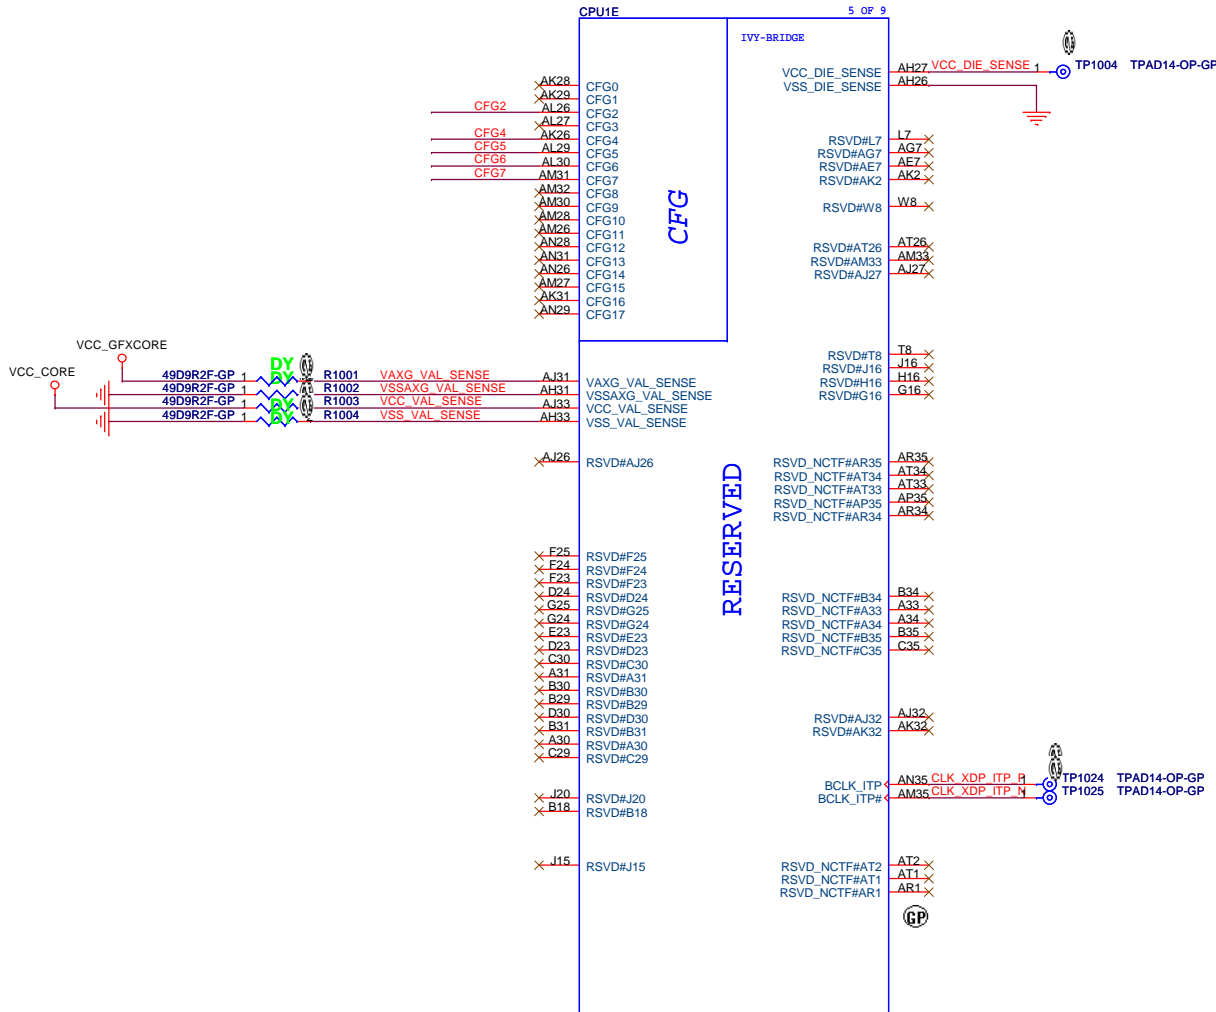 CPU1E
5 OF 9
IVY-BRIDGE
CFG
RESERVED
AK28 CFG0
AK29 CFG1
CFG2 AL26 CFG2
AL27 CFG3
CFG4 AK26 CFG4
CFG5 AL29 CFG5
CFG6 AL30 CFG6
CFG7 AM31 CFG7
AM32 CFG8
AM30 CFG9
AM28 CFG10
AM26 CFG11
AN28 CFG12
AN31 CFG13
AN26 CFG14
AM27 CFG15
AK31 CFG16
AN29 CFG17
VCC_GFXCORE
VCC_CORE
49D9R2F-GP 1 DY R1001 VAXG_VAL_SENSE AJ31 VAXG_VAL_SENSE
49D9R2F-GP 1 DY R1002 VSSAXG_VAL_SENSE AH31 VSSAXG_VAL_SENSE
49D9R2F-GP 1 DY R1003 VCC_VAL_SENSE AJ33 VCC_VAL_SENSE
49D9R2F-GP 1 DY R1004 VSS_VAL_SENSE AH33 VSS_VAL_SENSE
AJ26 RSVD#AJ26
F25 RSVD#F25
F24 RSVD#F24
F23 RSVD#F23
D24 RSVD#D24
G25 RSVD#G25
G24 RSVD#G24
E23 RSVD#E23
D23 RSVD#D23
C30 RSVD#C30
A31 RSVD#A31
B30 RSVD#B30
B29 RSVD#B29
D30 RSVD#D30
B31 RSVD#B31
A30 RSVD#A30
C29 RSVD#C29
J20 RSVD#J20
B18 RSVD#B18
J15 RSVD#J15
VCC_DIE_SENSE AH27 VCC_DIE_SENSE 1 TP1004 TPAD14-OP-GP
VSS_DIE_SENSE AH26
RSVD#L7 L7
RSVD#AG7 AG7
RSVD#AE7 AE7
RSVD#AK2 AK2
RSVD#W8 W8
RSVD#AT26 AT26
RSVD#AM33 AM33
RSVD#AJ27 AJ27
RSVD#T8 T8
RSVD#J16 J16
RSVD#H16 H16
RSVD#G16 G16
RSVD_NCTF#AR35 AR35
RSVD_NCTF#AT34 AT34
RSVD_NCTF#AT33 AT33
RSVD_NCTF#AP35 AP35
RSVD_NCTF#AR34 AR34
RSVD_NCTF#B34 B34
RSVD_NCTF#A33 A33
RSVD_NCTF#A34 A34
RSVD_NCTF#B35 B35
RSVD_NCTF#C35 C35
RSVD#AJ32 AJ32
RSVD#AK32 AK32
BCLK_ITP AN35 CLK_XDP_ITP_P 1 TP1024 TPAD14-OP-GP
BCLK_ITP# AM35 CLK_XDP_ITP_N 1 TP1025 TPAD14-OP-GP
RSVD_NCTF#AT2 AT2
RSVD_NCTF#AT1 AT1
RSVD_NCTF#AR1 AR1
GP